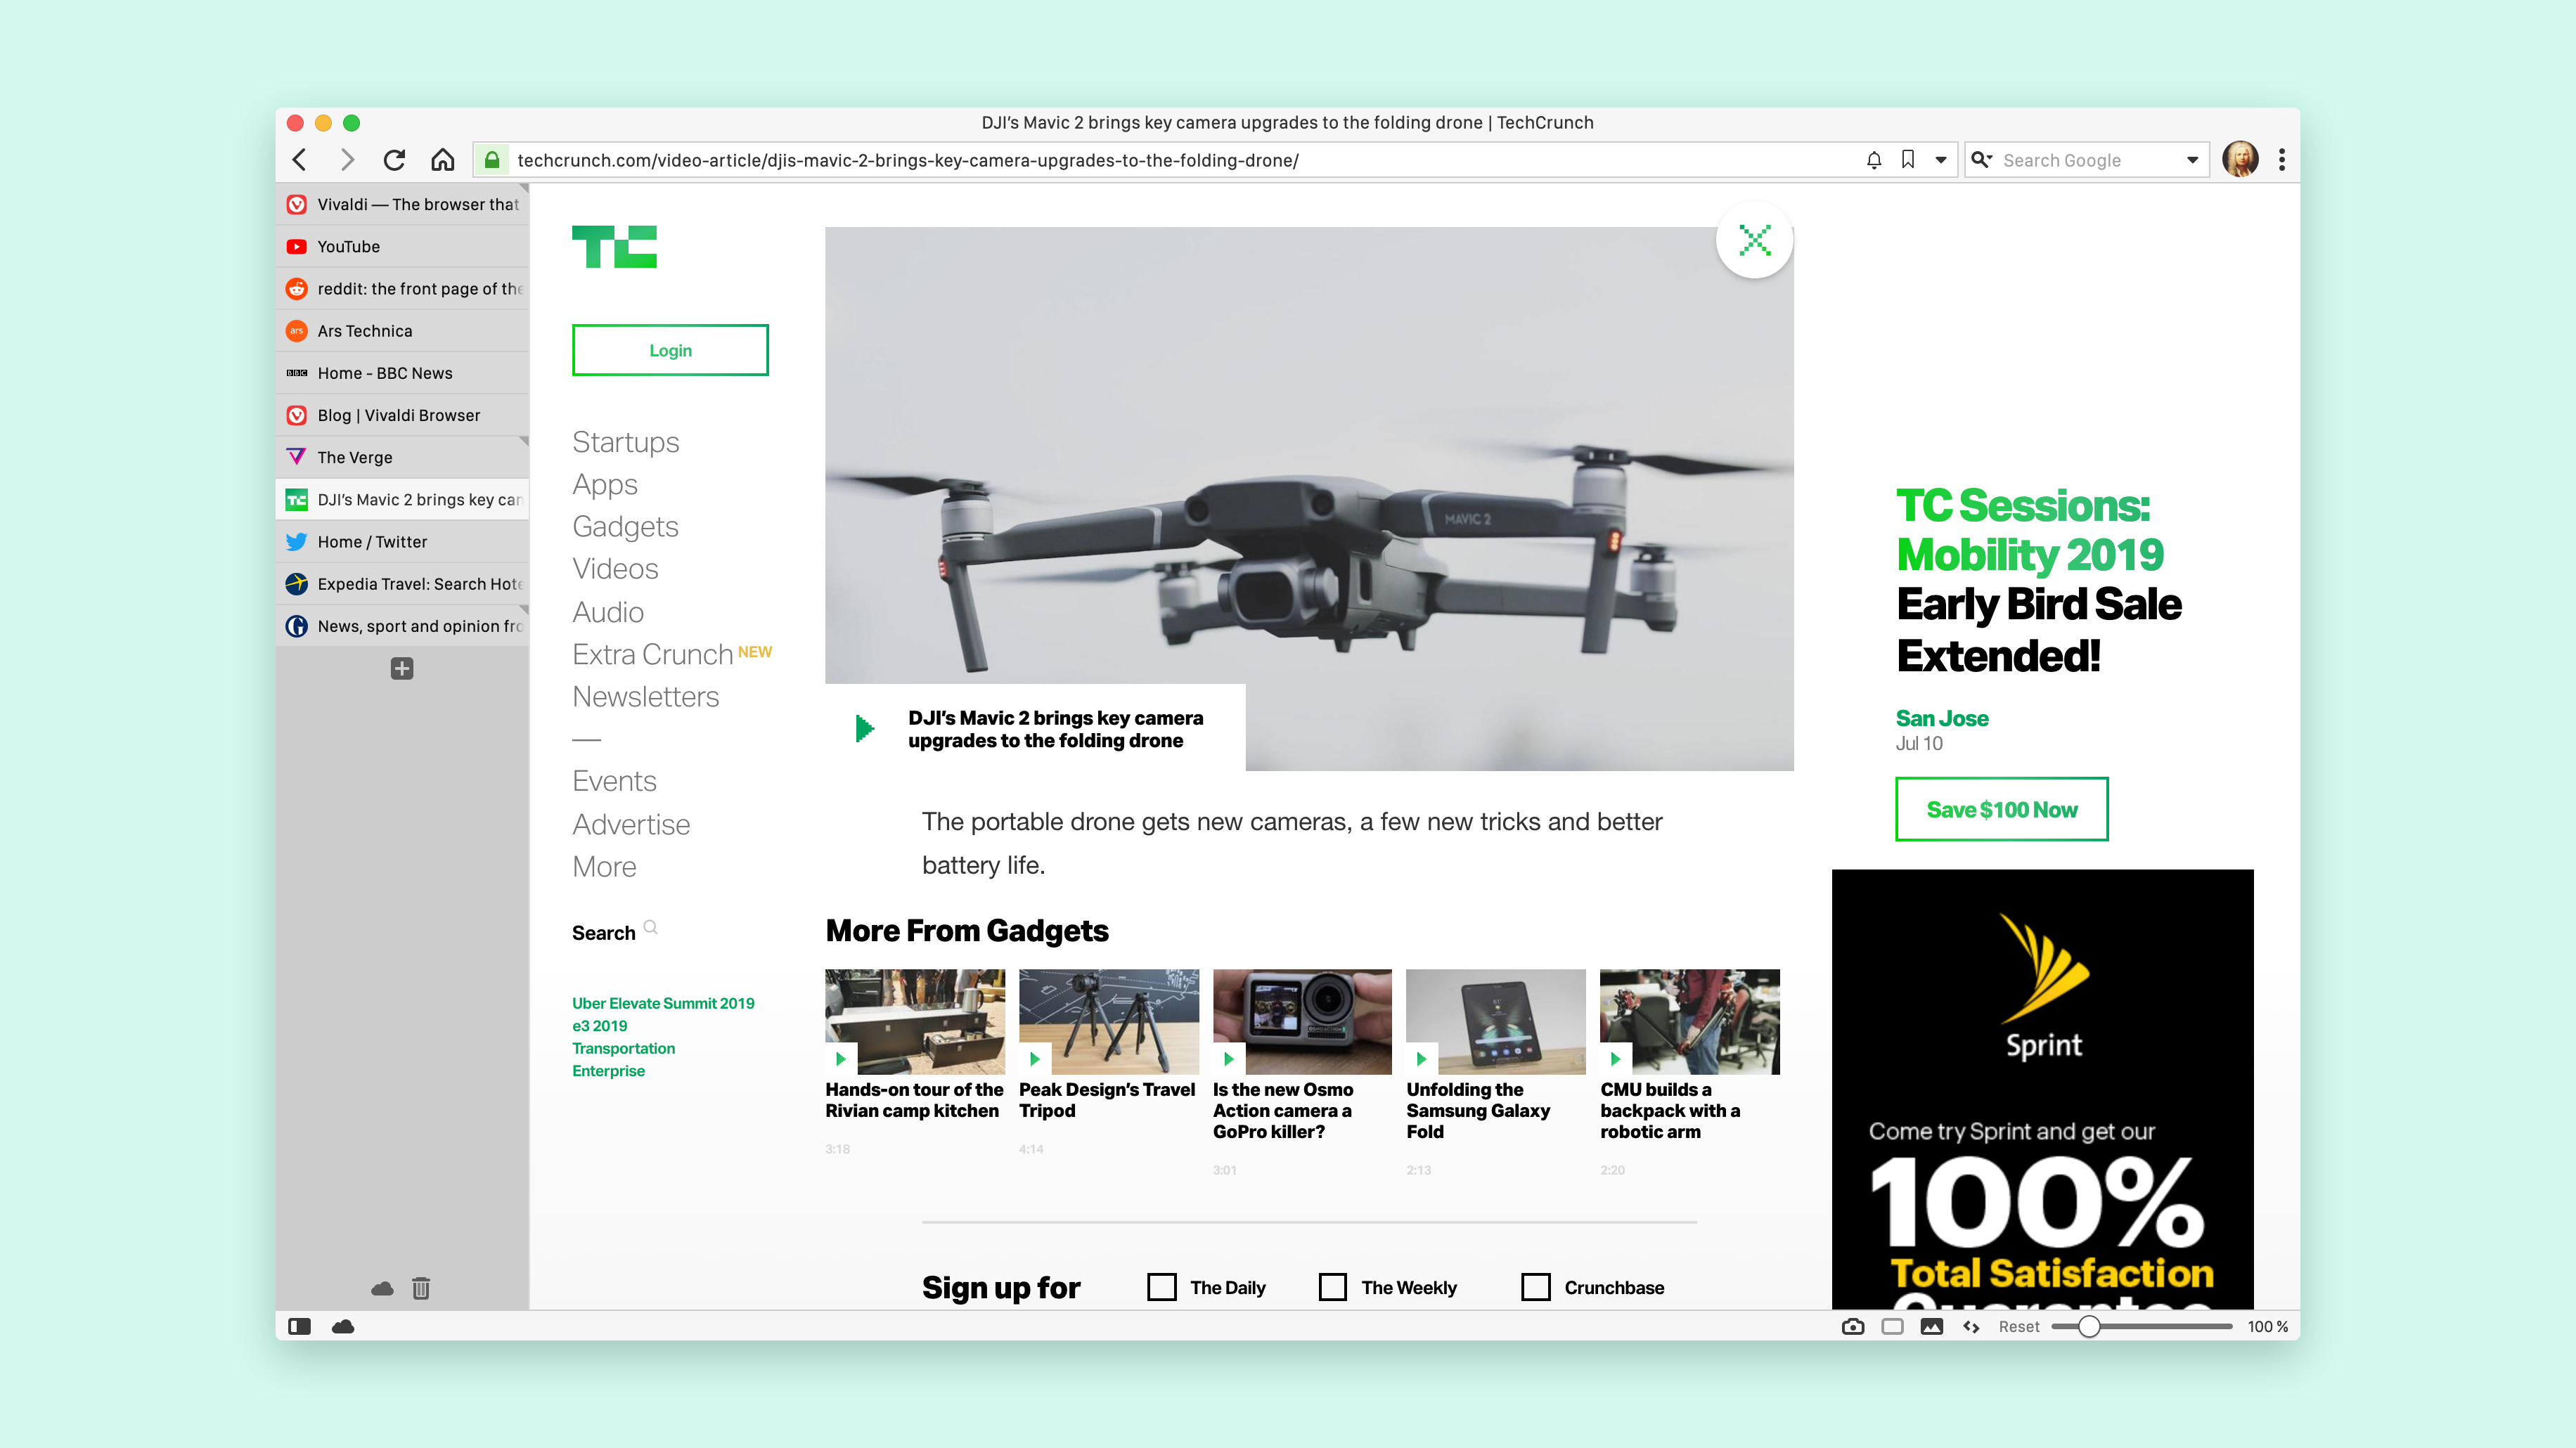 DJI's Mavic 2 brings key camera upgrades to the folding drone | TechCrunch
techcrunch.com/video-article/djis-mavic-2-brings-key-camera-upgrades-to-the-folding-drone/
Search Google
Vivaldi — The browser that
YouTube
reddit: the front page of the
ars
Ars Technica
BBC
Home - BBC News
Blog | Vivaldi Browser
The Verge
TC
DJI's Mavic 2 brings key can
Home / Twitter
Expedia Travel: Search Hote
News, sport and opinion fro
TC
Login
Startups
Apps
Gadgets
Videos
Audio
Extra Crunch NEW
Newsletters
—
Events
Advertise
More
Search
Uber Elevate Summit 2019
e3 2019
Transportation
Enterprise
MAVIC 2
DJI's Mavic 2 brings key camera
upgrades to the folding drone
The portable drone gets new cameras, a few new tricks and better
battery life.
More From Gadgets
Hands-on tour of the
Rivian camp kitchen
3:18
Peak Design's Travel
Tripod
4:14
Is the new Osmo
Action camera a
GoPro killer?
3:01
Unfolding the
Samsung Galaxy
Fold
2:13
CMU builds a
backpack with a
robotic arm
2:20
Sign up for
The Daily
The Weekly
Crunchbase
TC Sessions:
Mobility 2019
Early Bird Sale
Extended!
San Jose
Jul 10
Save $100 Now
Sprint
Come try Sprint and get our
100%
Total Satisfaction
Guarantee
Reset
100 %